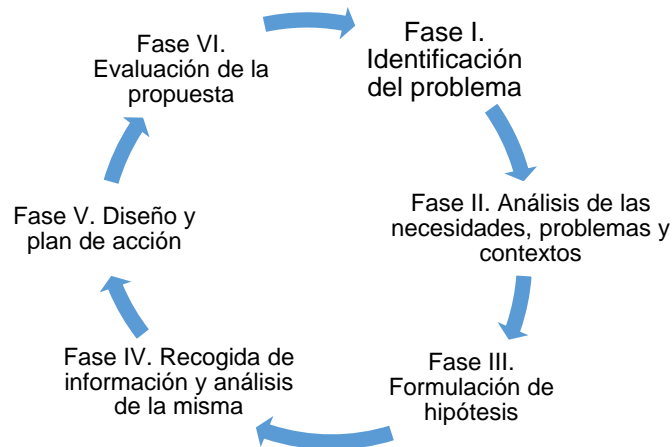 Fase I.
Identificación
del problema
Fase II. Análisis de las
necesidades, problemas y
contextos
Fase III.
Formulación de
hipótesis
Fase IV. Recogida de
información y análisis
de la misma
Fase V. Diseño y
plan de acción
Fase VI.
Evaluación de la
propuesta